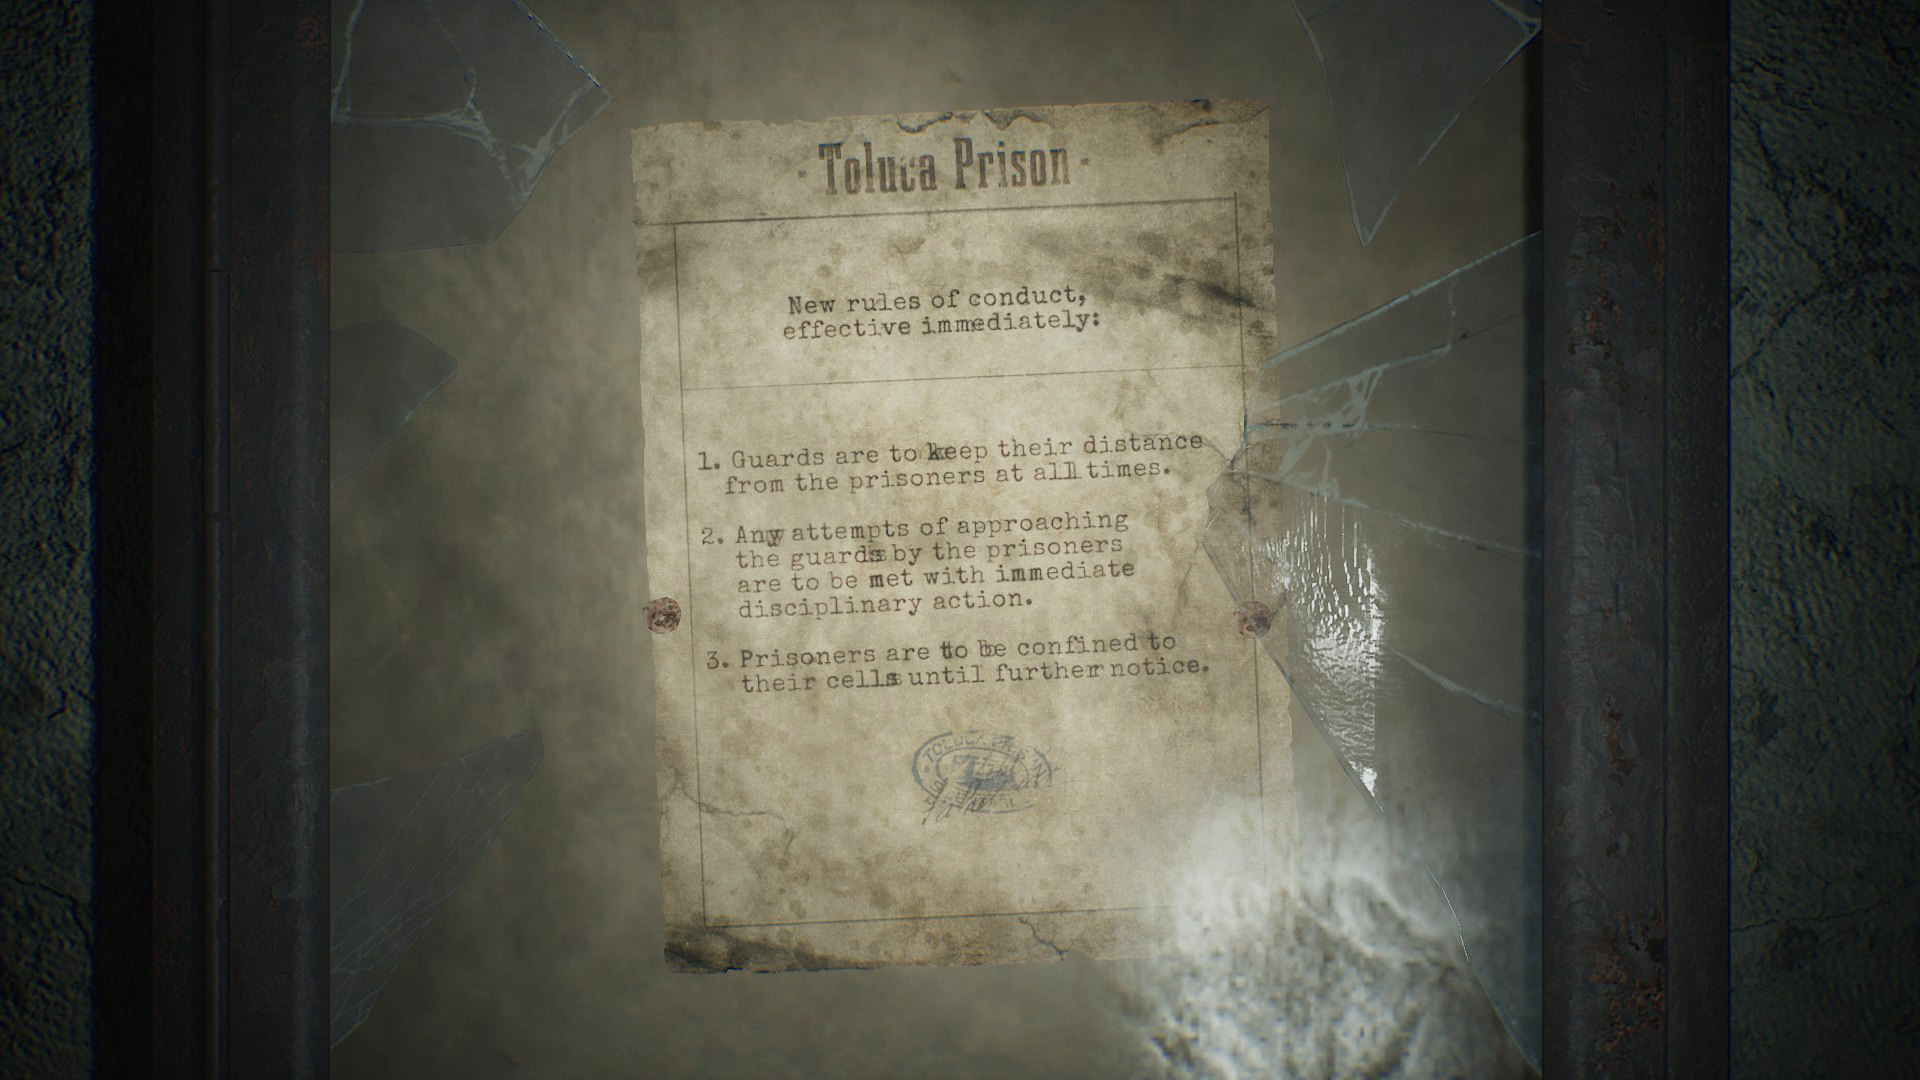 Toluca Prison
New rules of conduct,
effective immediately:
1. Guards are to keep their distance
from the prisoners at all times.
2. Any attempts of approaching
the guards by the prisoners
are to be met with immediate
disciplinary action.
3. Prisoners are to be confined to
their cells until further notice.
TOLUCA PRISON